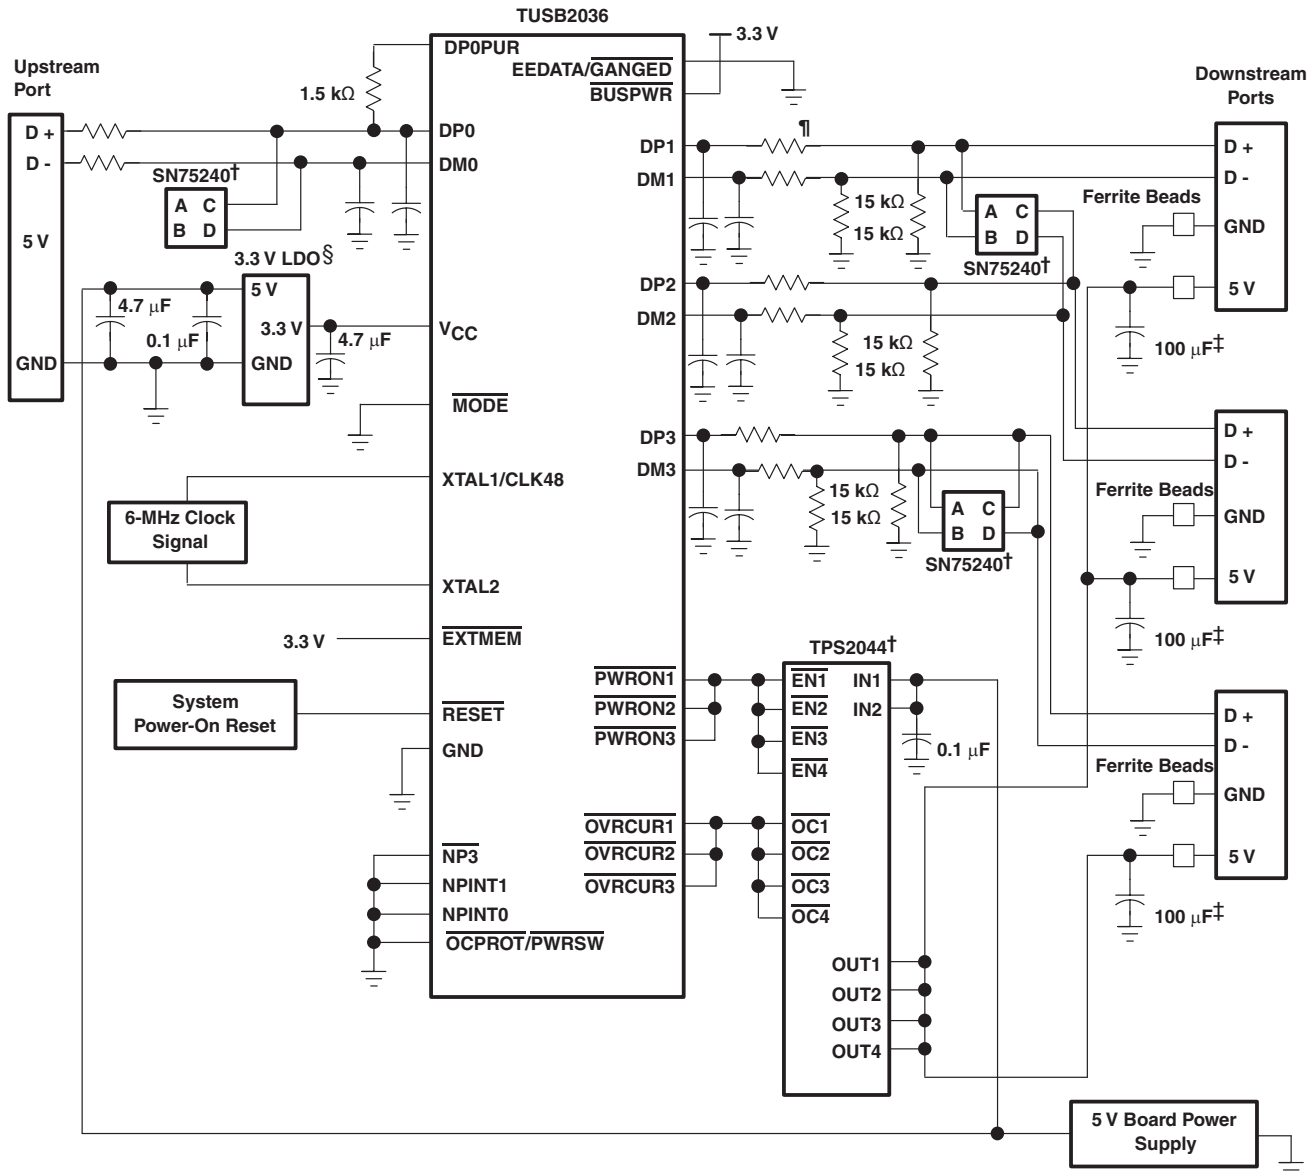 TUSB2036
Upstream
Port
D +
D -
5 V
GND
1.5 kΩ
SN75240†
A C
B D
3.3 V LDO§
5 V
3.3 V
GND
4.7 μF
0.1 μF
4.7 μF
6-MHz Clock
Signal
3.3 V
System
Power-On Reset
DP0PUR
DP0
DM0
VCC
MODE
XTAL1/CLK48
XTAL2
EXTMEM
RESET
GND
NP3
NPINT1
NPINT0
OCPROT/PWRSW
EEDATA/GANGED
BUSPWR
3.3 V
DP1
DM1
DP2
DM2
DP3
DM3
PWRON1
PWRON2
PWRON3
OVRCUR1
OVRCUR2
OVRCUR3
¶
15 kΩ
15 kΩ
A C
B D
SN75240†
15 kΩ
15 kΩ
15 kΩ
15 kΩ
A C
B D
SN75240†
TPS2044†
EN1
EN2
EN3
EN4
OC1
OC2
OC3
OC4
IN1
IN2
OUT1
OUT2
OUT3
OUT4
0.1 μF
Downstream
Ports
D +
D -
Ferrite Beads
GND
5 V
100 μF‡
D +
D -
Ferrite Beads
GND
5 V
100 μF‡
D +
D -
Ferrite Beads
GND
5 V
100 μF‡
5 V Board Power
Supply